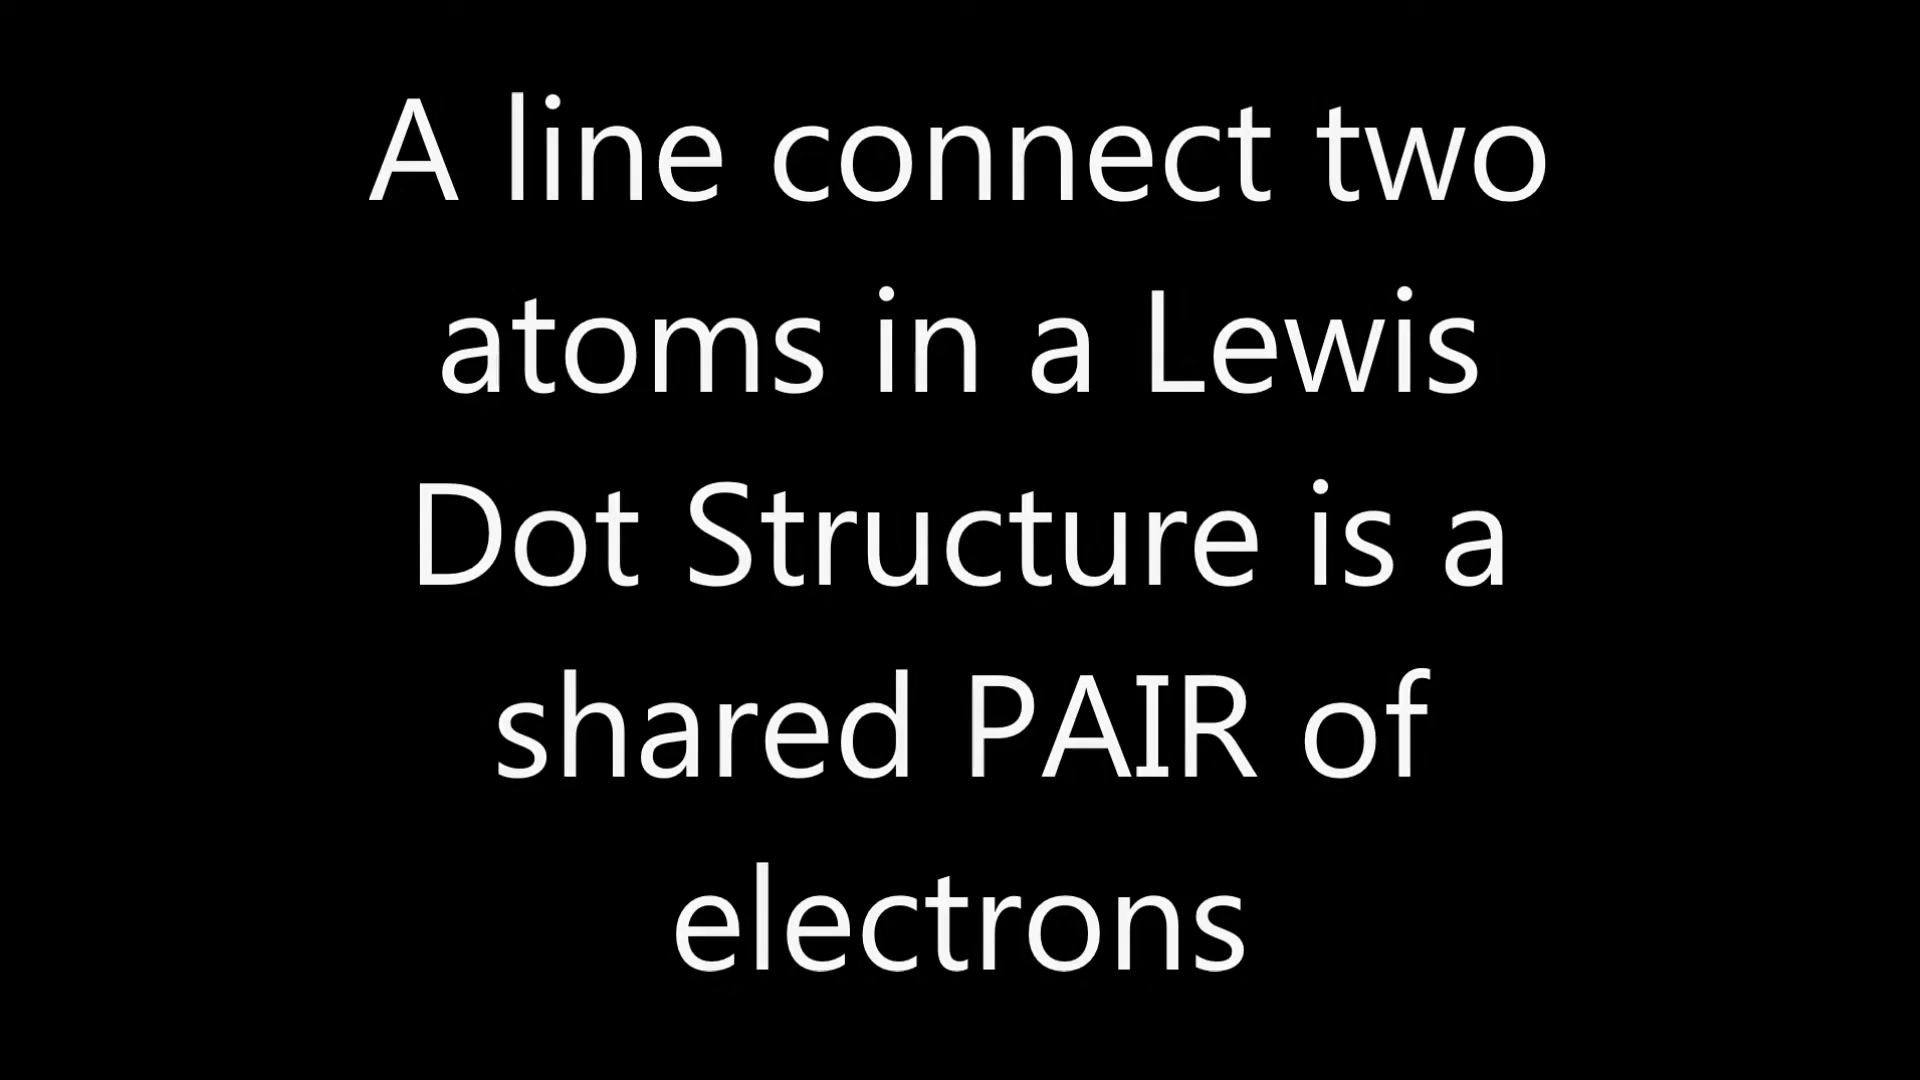 A line connect two
atoms in a Lewis
Dot Structure is a
shared PAIR of
electrons